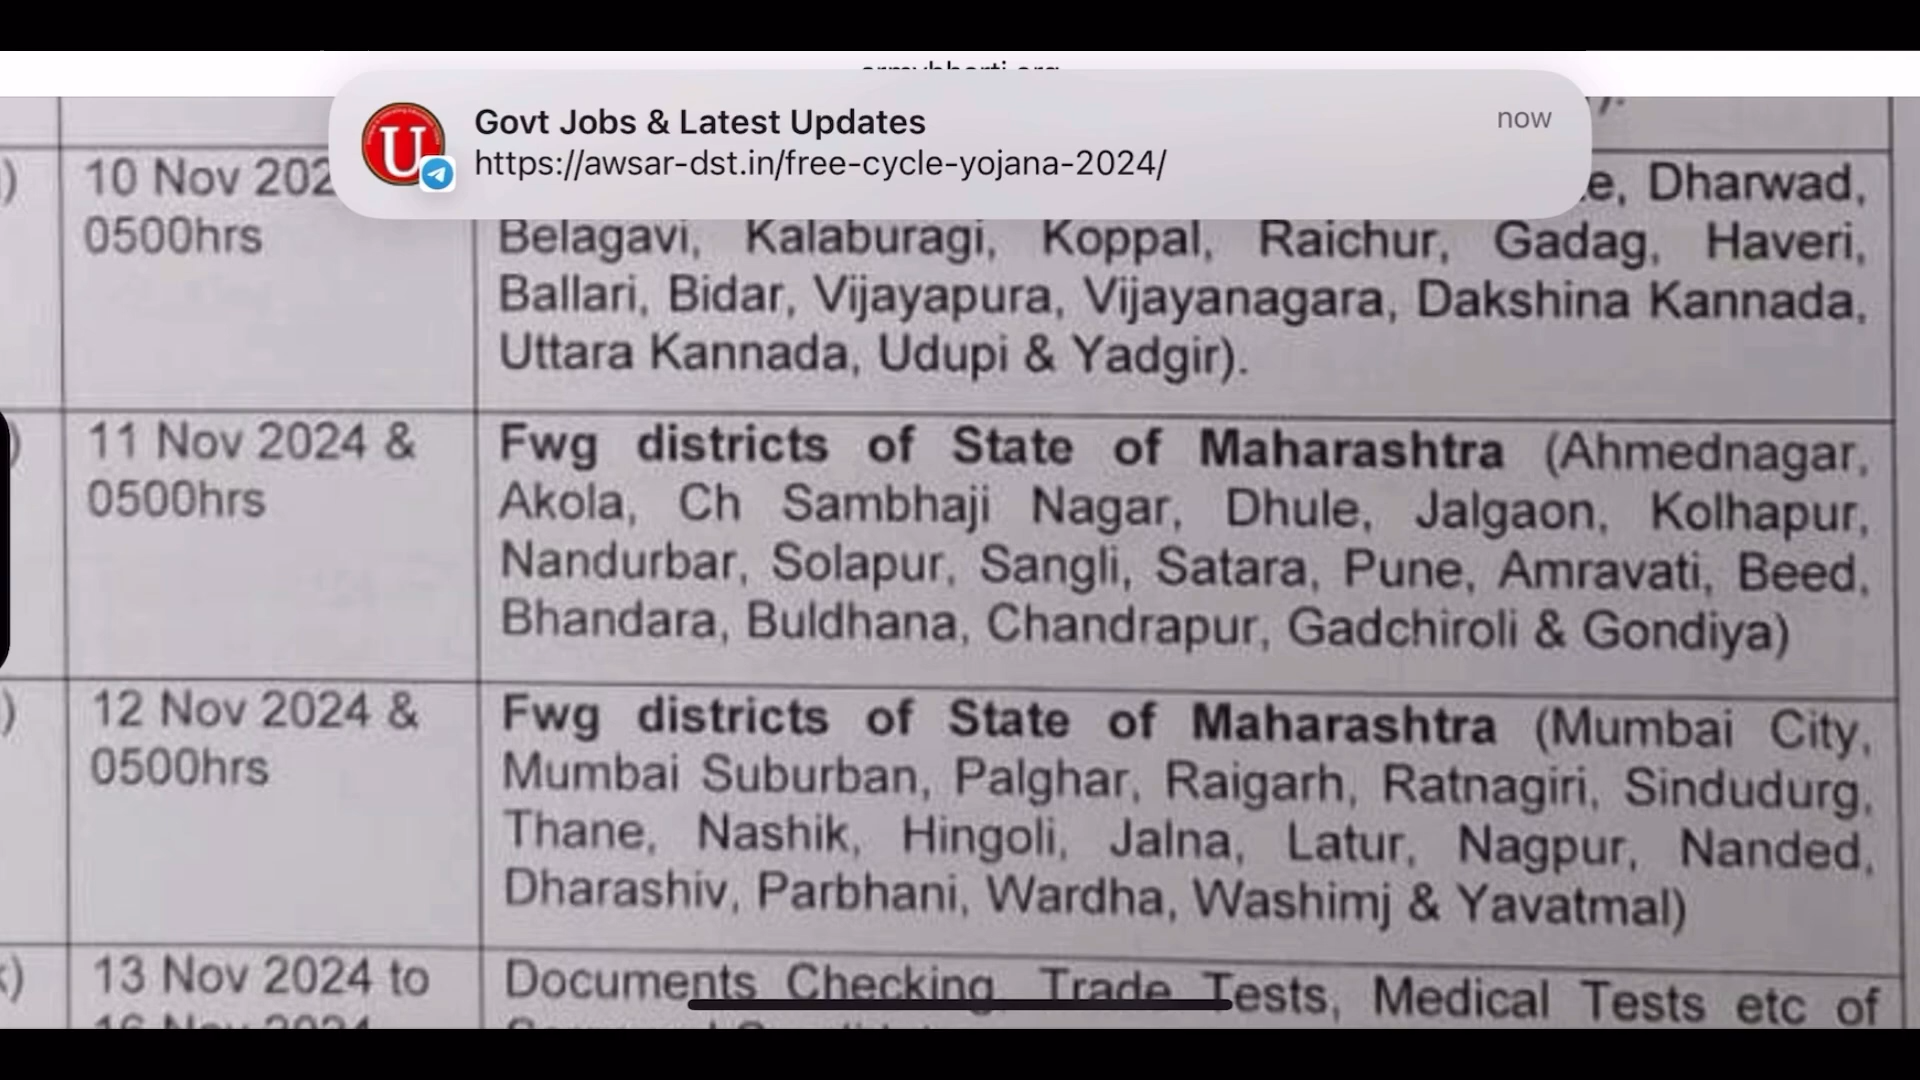 Govt Jobs & Latest Updates
now
https://awsar-dst.in/free-cycle-yojana-2024/
10 Nov
0500hrs
Dharwad,
Belagavi, Kalaburagi, Koppal, Raichur, Gadag, Haveri,
Ballari, Bidar, Vijayapura, Vijayanagara, Dakshina Kannada,
Uttara Kannada, Udupi & Yadgir).
11 Nov 2024 &
0500hrs
Fwg districts of State of Maharashtra (Ahmednagar,
Akola, Ch Sambhaji Nagar, Dhule, Jalgaon, Kolhapur,
Nandurbar, Solapur, Sangli, Satara, Pune, Amravati, Beed,
Bhandara, Buldhana, Chandrapur, Gadchiroli & Gondiya)
12 Nov 2024 &
0500hrs
Fwg districts of State of Maharashtra (Mumbai City,
Mumbai Suburban, Palghar, Raigarh, Ratnagiri, Sindudurg,
Thane, Nashik, Hingoli, Jalna, Latur, Nagpur, Nanded,
Dharashiv, Parbhani, Wardha, Washimj & Yavatmal)
13 Nov 2024 to
Documents Checking, Trade Tests, Medical Tests etc of